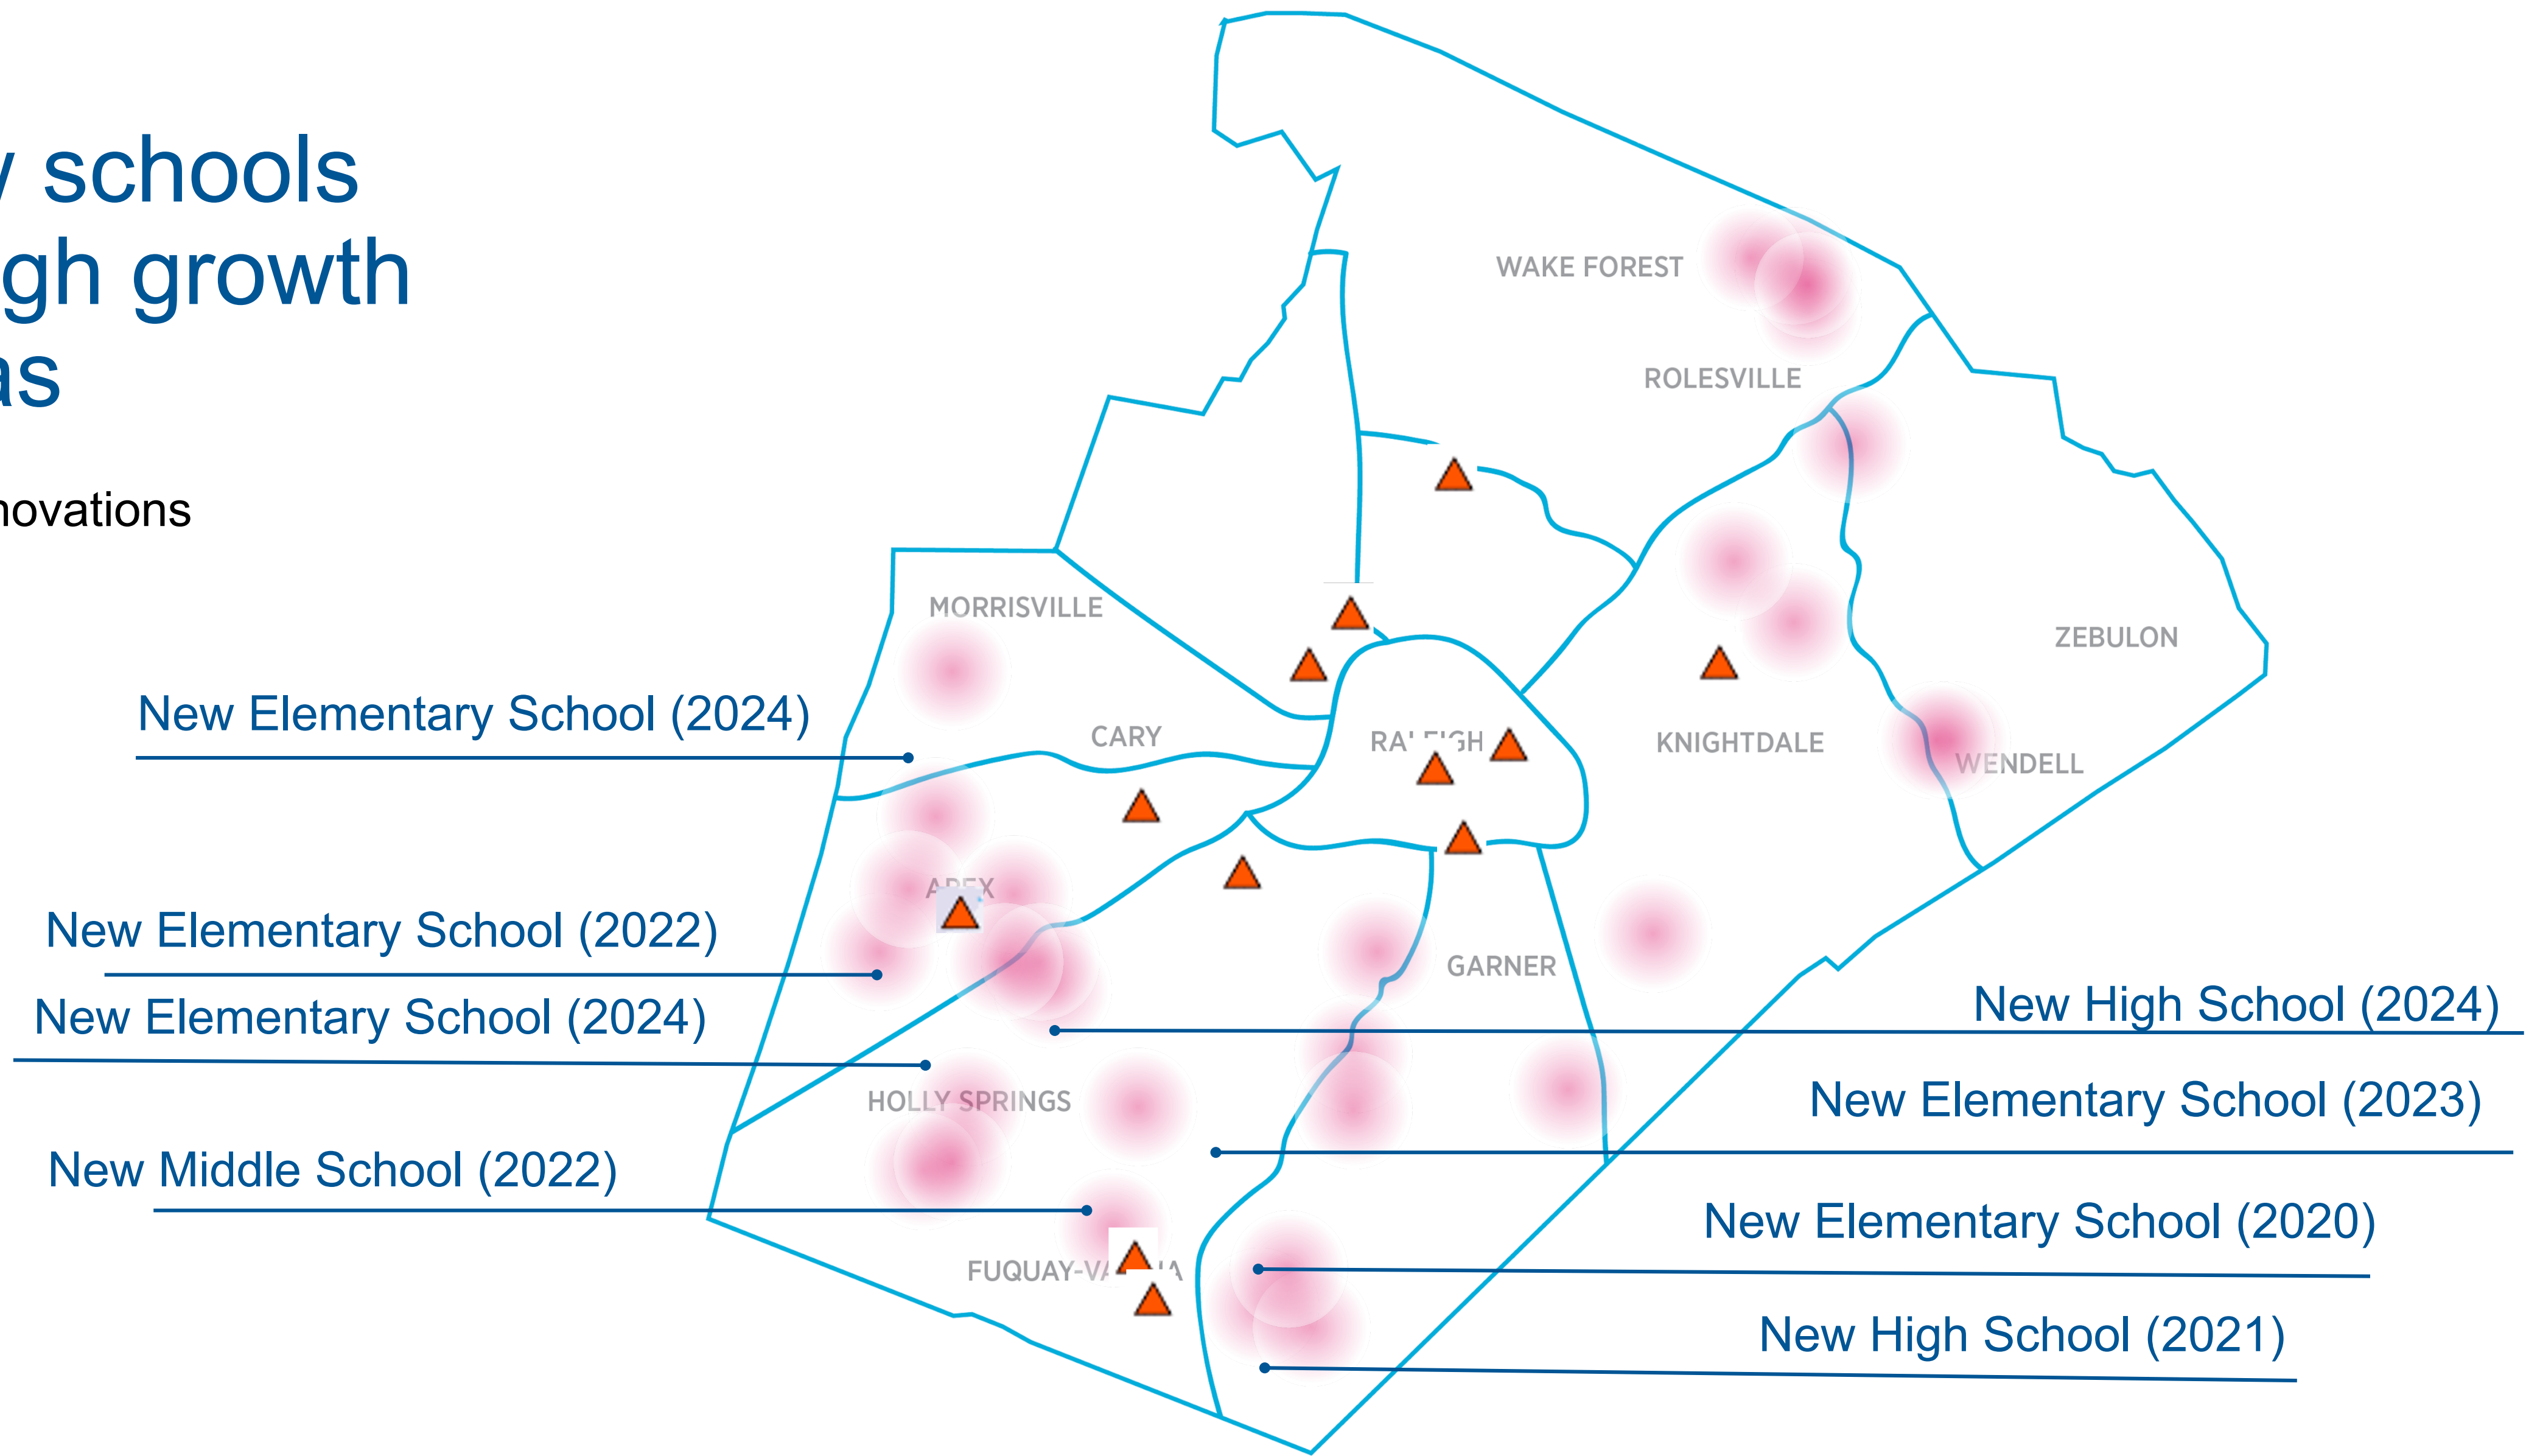 y schools
gh growth
as
novations
WAKE FOREST
ROLESVILLE
MORRISVILLE
ZEBULON
CARY
KNIGHTDALE
WENDELL
GARNER
HOLLY SPRINGS
New Elementary School (2024)
New Elementary School (2022)
New Elementary School (2024)
New Middle School (2022)
New High School (2024)
New Elementary School (2023)
New Elementary School (2020)
New High School (2021)